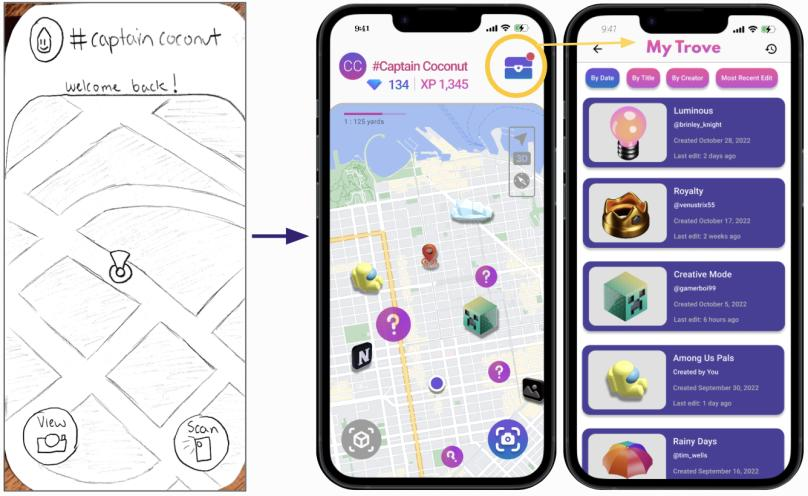 #captain coconut
welcome back!
View
Scan
9:41
CC
#Captain Coconut
134
XP 1,345
1 : 125 yards
3D
?
?
?
?
N
9:41
My Trove
By Date
By Title
By Creator
Most Recent Edit
Luminous
@brinley_knight
Created October 28, 2022
Last edit: 2 days ago
Royalty
@venustrix55
Created October 17, 2022
Last edit: 2 weeks ago
Creative Mode
@gamerboi99
Created October 5, 2022
Last edit: 6 hours ago
Among Us Pals
Created by You
Created September 30, 2022
Last edit: 1 day ago
Rainy Days
@tim_wells
Created September 16, 2022